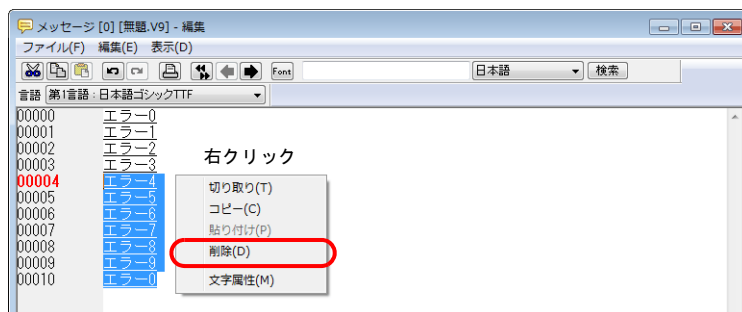 メッセージ [0] [無題.V9] - 編集
ファイル(F) 編集(E) 表示(D)
Font 日本語 検索
言語 第1言語：日本語ゴシックTTF
00000 エラー0
00001 エラー1
00002 エラー2
00003 エラー3
右クリック
00004 エラー4
00005 エラー5
00006 エラー6
00007 エラー7
00008 エラー8
00009 エラー9
00010 エラー0
切り取り(T)
コピー(C)
貼り付け(P)
削除(D)
文字属性(M)